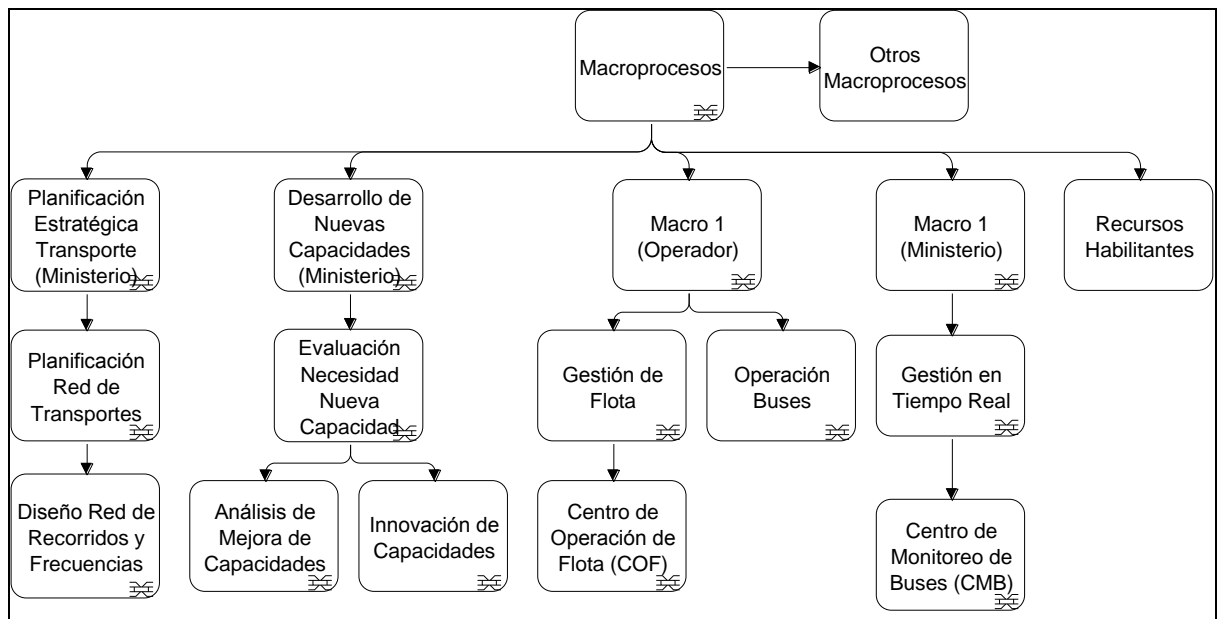 Macroprocesos
Otros
Macroprocesos
Planificación
Estratégica
Transporte
(Ministerio)
Desarrollo de
Nuevas
Capacidades
(Ministerio)
Macro 1
(Operador)
Macro 1
(Ministerio)
Recursos
Habilitantes
Planificación
Red de
Transportes
Evaluación
Necesidad
Nueva
Capacidad
Gestión de
Flota
Operación
Buses
Gestión en
Tiempo Real
Diseño Red de
Recorridos y
Frecuencias
Análisis de
Mejora de
Capacidades
Innovación de
Capacidades
Centro de
Operación de
Flota (COF)
Centro de
Monitoreo de
Buses (CMB)